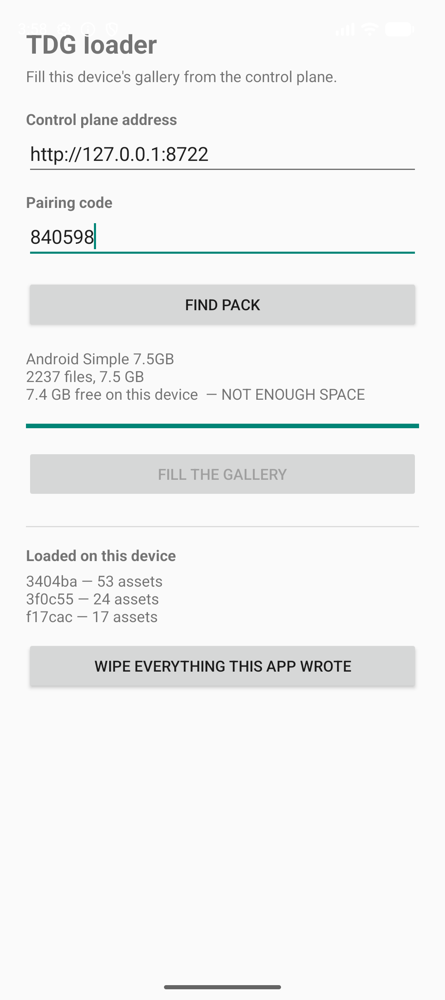 3:58
TDG loader
Fill this device's gallery from the control plane.
Control plane address
http://127.0.0.1:8722
Pairing code
840598
FIND PACK
Android Simple 7.5GB
2237 files, 7.5 GB
7.4 GB free on this device — NOT ENOUGH SPACE
FILL THE GALLERY
Loaded on this device
3404ba — 53 assets
3f0c55 — 24 assets
f17cac — 17 assets
WIPE EVERYTHING THIS APP WROTE